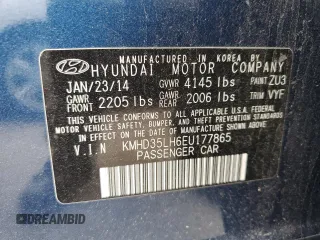 MANUFACTURED IN KOREA BY
HYUNDAI MOTOR COMPANY
JAN/23/14 GVWR 4145 lbs PAINT ZU3
GAWR FRONT 2205 lbs GAWR REAR 2006 lbs TRIM VYF
THIS VEHICLE CONFORMS TO ALL APPLICABLE U.S.A FEDERAL
MOTOR VEHICLE SAFETY, BUMPER, AND THEFT PREVENTION
STANDARDS IN EFFECT ON THE DATE OF MANUFACTURE SHOWN ABOVE.
V.I.N KMHD35LH6EU177865
PASSENGER CAR
DREAMBID